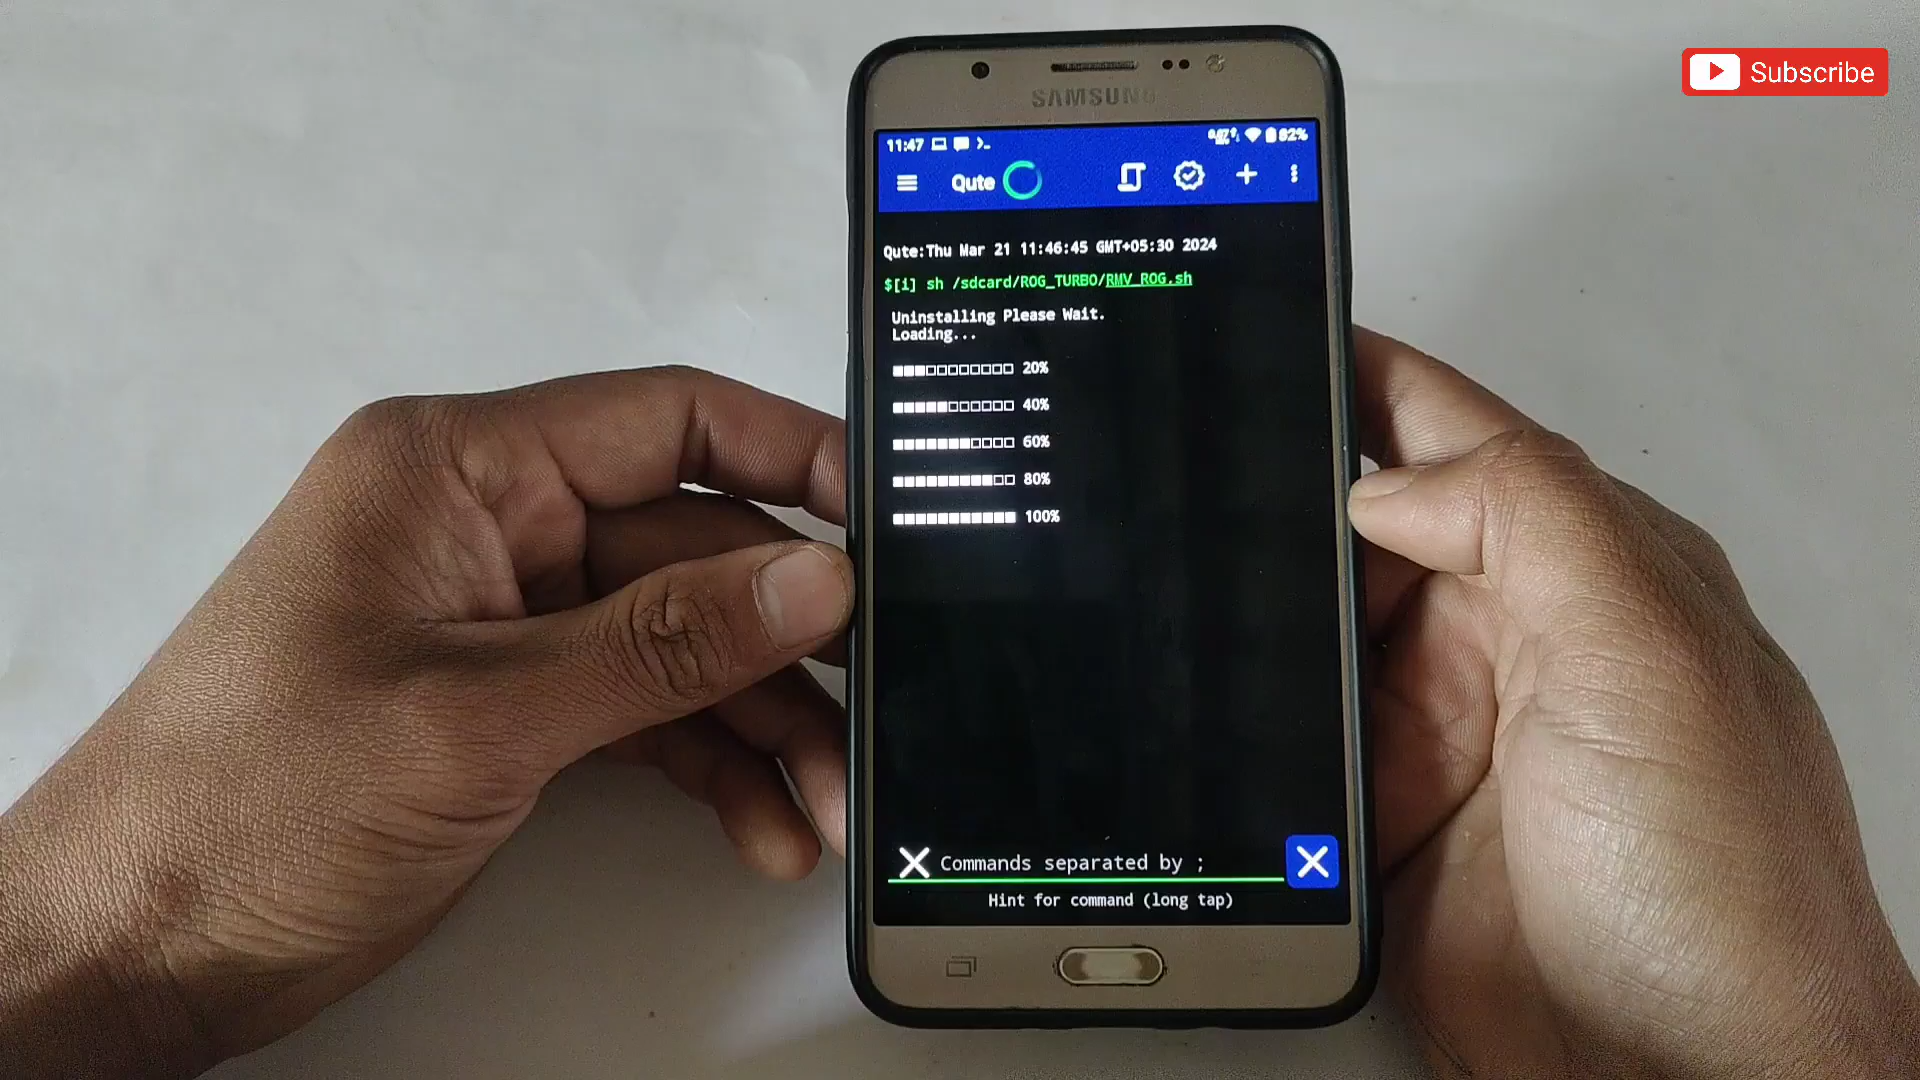 Subscribe
SAMSUNG
11:47 82%
Qute
Qute:Thu Mar 21 11:46:45 GMT+05:30 2024
$[i] sh /sdcard/ROG_TURBO/RMV_ROG.sh
Uninstalling Please Wait.
Loading...
20%
40%
60%
80%
100%
Commands separated by ;
Hint for command (long tap)